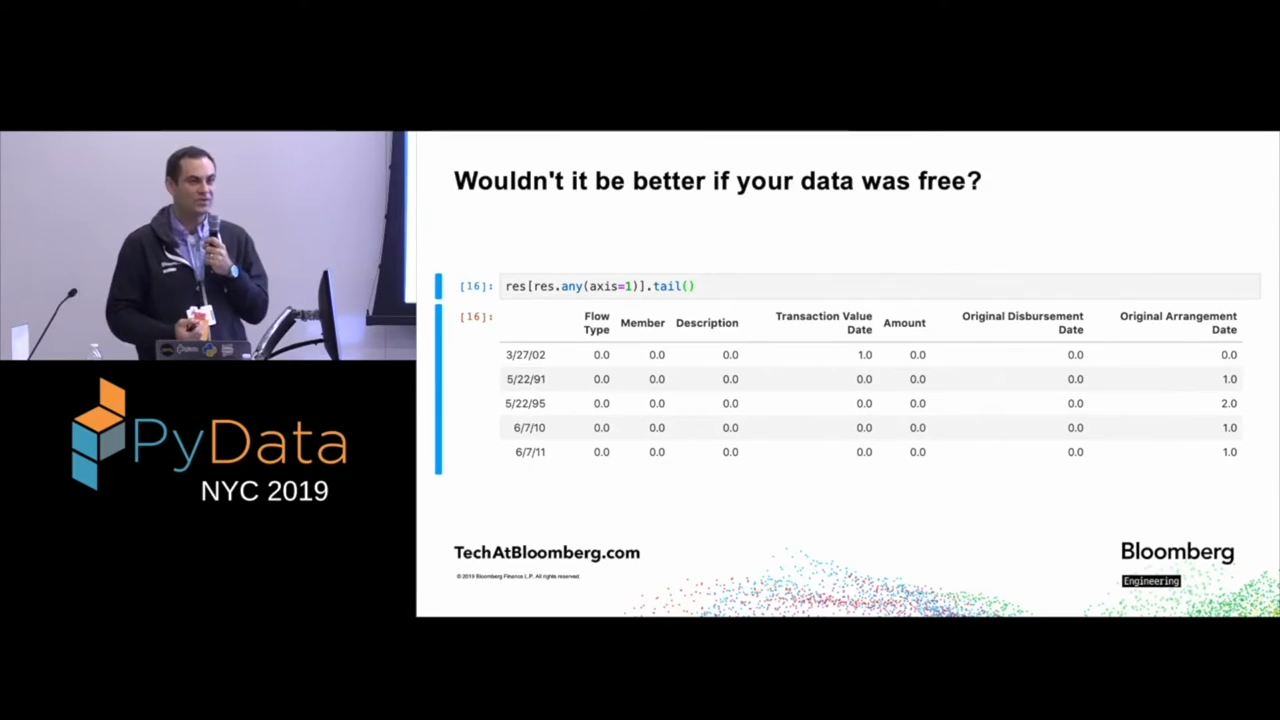 Wouldn't it be better if your data was free?
[16]: res[res.any(axis=1)].tail()
[16]: Flow Type Member Description Transaction Value Date Amount Original Disbursement Date Original Arrangement Date
3/27/02 0.0 0.0 0.0 1.0 0.0 0.0 0.0
5/22/91 0.0 0.0 0.0 0.0 0.0 0.0 1.0
5/22/95 0.0 0.0 0.0 0.0 0.0 0.0 2.0
6/7/10 0.0 0.0 0.0 0.0 0.0 0.0 1.0
6/7/11 0.0 0.0 0.0 0.0 0.0 0.0 1.0
TechAtBloomberg.com
© 2019 Bloomberg Finance L.P. All rights reserved.
Bloomberg
Engineering
PyData
NYC 2019